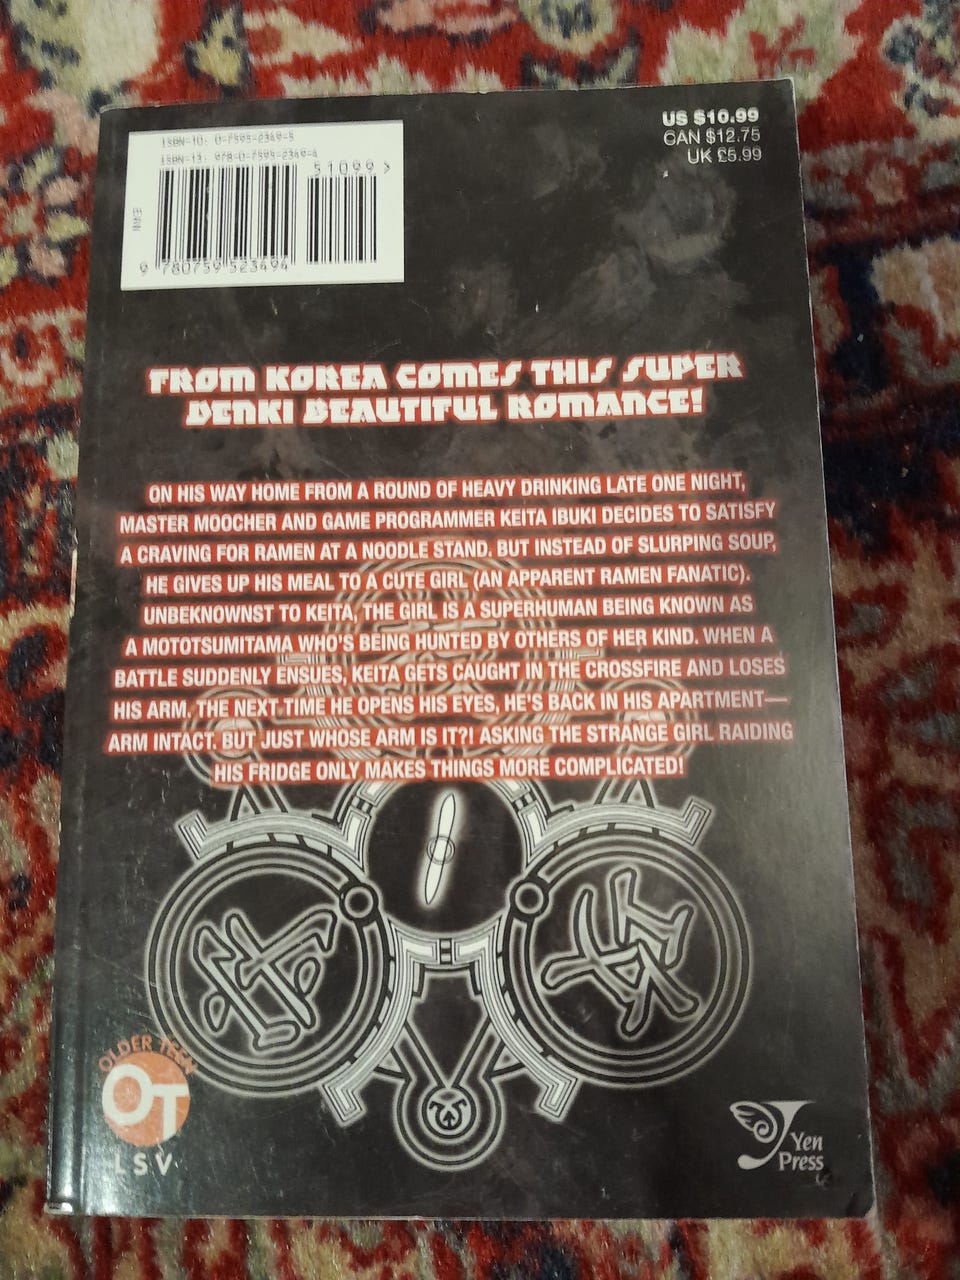 ISBN-10: 0-7595-2349-5
ISBN-13: 978-0-7595-2349-4
51099>
EAN
9 780759 523494
US $10.99
CAN $12.75
UK £5.99
FROM KOREA COMES THIS SUPER
DENKI BEAUTIFUL ROMANCE!
ON HIS WAY HOME FROM A ROUND OF HEAVY DRINKING LATE ONE NIGHT,
MASTER MOOCHER AND GAME PROGRAMMER KEITA IBUKI DECIDES TO SATISFY
A CRAVING FOR RAMEN AT A NOODLE STAND. BUT INSTEAD OF SLURPING SOUP,
HE GIVES UP HIS MEAL TO A CUTE GIRL (AN APPARENT RAMEN FANATIC).
UNBEKNOWNST TO KEITA, THE GIRL IS A SUPERHUMAN BEING KNOWN AS
A MOTOTSUMITAMA WHO'S BEING HUNTED BY OTHERS OF HER KIND. WHEN A
BATTLE SUDDENLY ENSUES, KEITA GETS CAUGHT IN THE CROSSFIRE AND LOSES
HIS ARM. THE NEXT TIME HE OPENS HIS EYES, HE'S BACK IN HIS APARTMENT—
ARM INTACT. BUT JUST WHOSE ARM IS IT?! ASKING THE STRANGE GIRL RAIDING
HIS FRIDGE ONLY MAKES THINGS MORE COMPLICATED!
OLDER TEEN
OT
LSV
Yen
Press